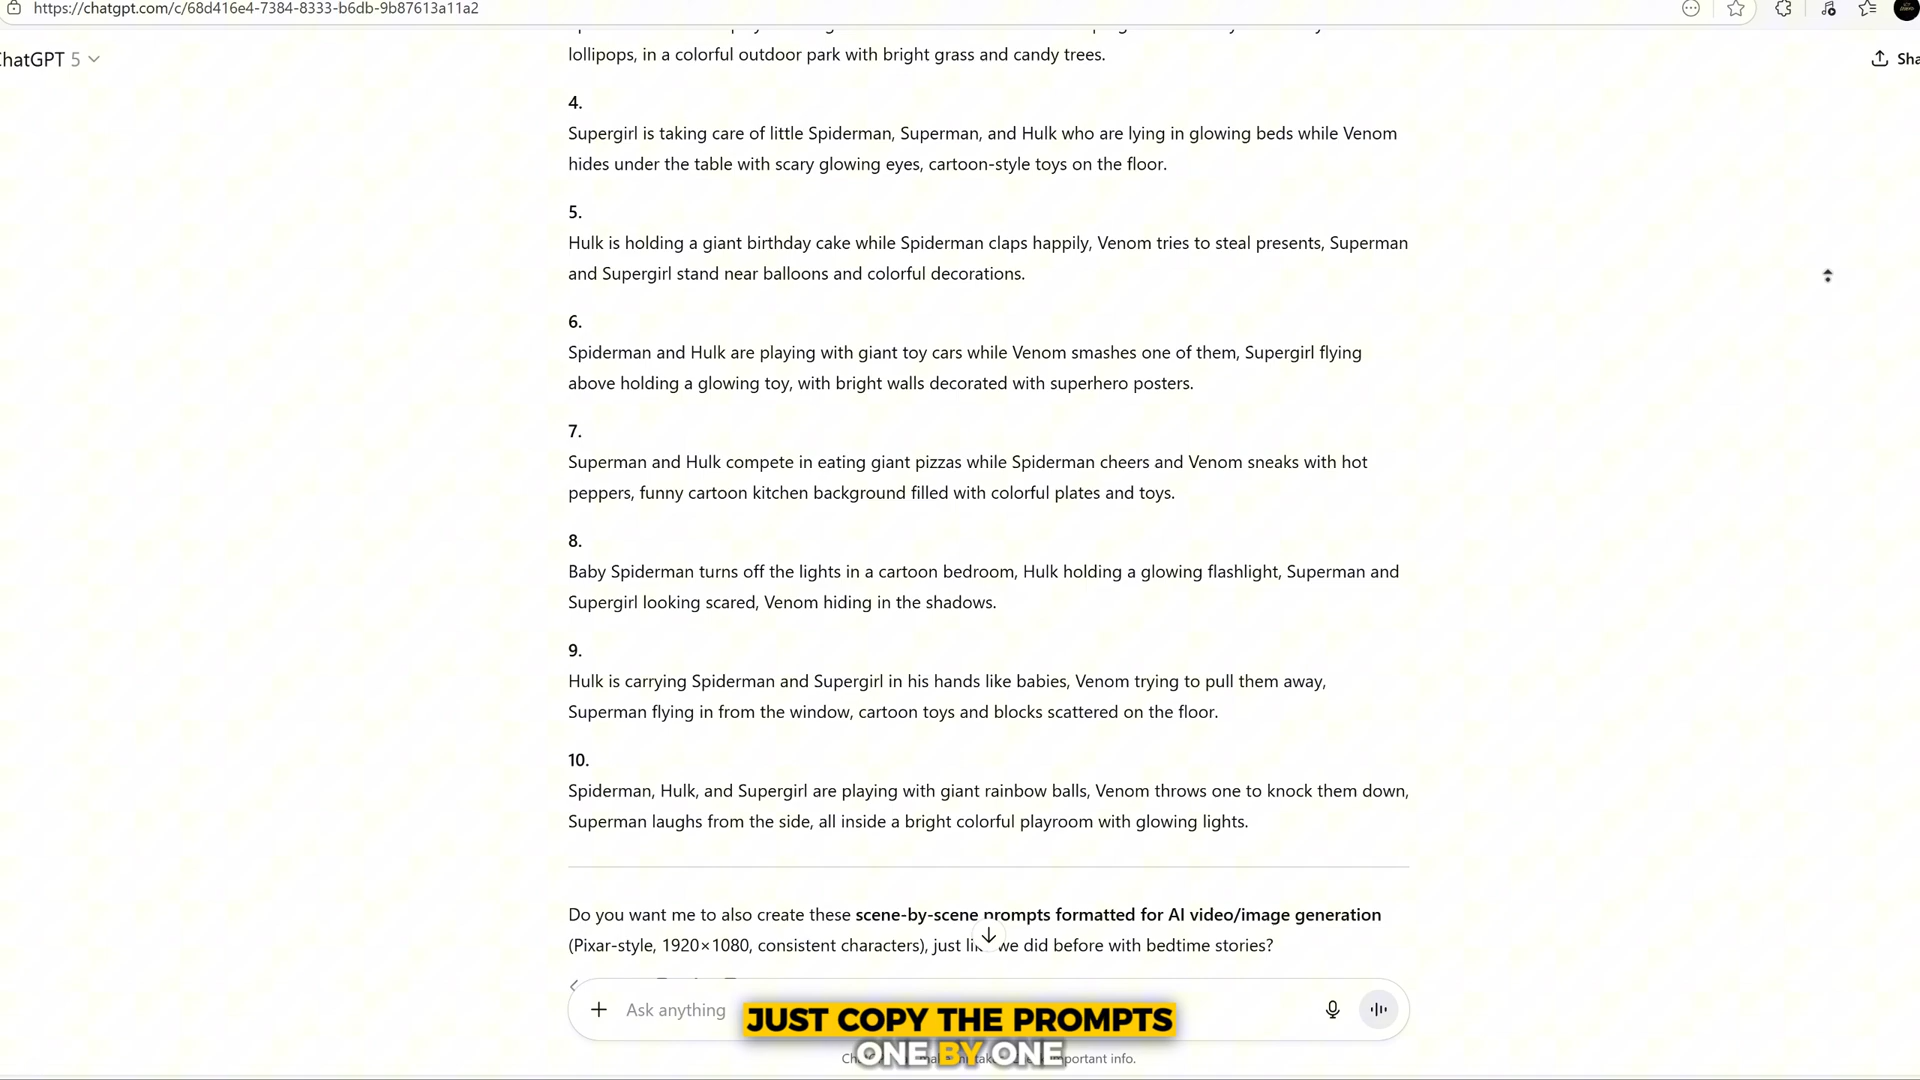 https://chatgpt.com/c/68d416e4-7384-8333-b6db-9b87613a11a2
hatGPT 5
Sha
lollipops, in a colorful outdoor park with bright grass and candy trees.
4.
Supergirl is taking care of little Spiderman, Superman, and Hulk who are lying in glowing beds while Venom
hides under the table with scary glowing eyes, cartoon-style toys on the floor.
5.
Hulk is holding a giant birthday cake while Spiderman claps happily, Venom tries to steal presents, Superman
and Supergirl stand near balloons and colorful decorations.
6.
Spiderman and Hulk are playing with giant toy cars while Venom smashes one of them, Supergirl flying
above holding a glowing toy, with bright walls decorated with superhero posters.
7.
Superman and Hulk compete in eating giant pizzas while Spiderman cheers and Venom sneaks with hot
peppers, funny cartoon kitchen background filled with colorful plates and toys.
8.
Baby Spiderman turns off the lights in a cartoon bedroom, Hulk holding a glowing flashlight, Superman and
Supergirl looking scared, Venom hiding in the shadows.
9.
Hulk is carrying Spiderman and Supergirl in his hands like babies, Venom trying to pull them away,
Superman flying in from the window, cartoon toys and blocks scattered on the floor.
10.
Spiderman, Hulk, and Supergirl are playing with giant rainbow balls, Venom throws one to knock them down,
Superman laughs from the side, all inside a bright colorful playroom with glowing lights.
Do you want me to also create these scene-by-scene prompts formatted for AI video/image generation
(Pixar-style, 1920×1080, consistent characters), just we did before with bedtime stories?
Ask anything
JUST COPY THE PROMPTS
ONE BY ONE
important info.